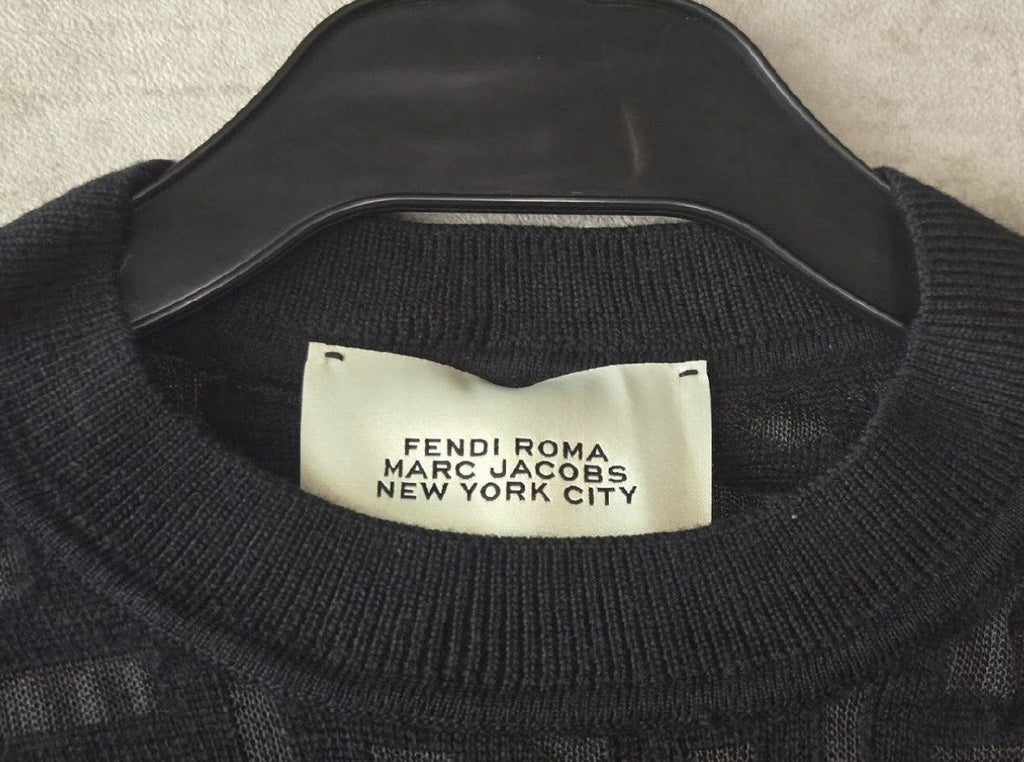 FENDI ROMA
MARC JACOBS
NEW YORK CITY